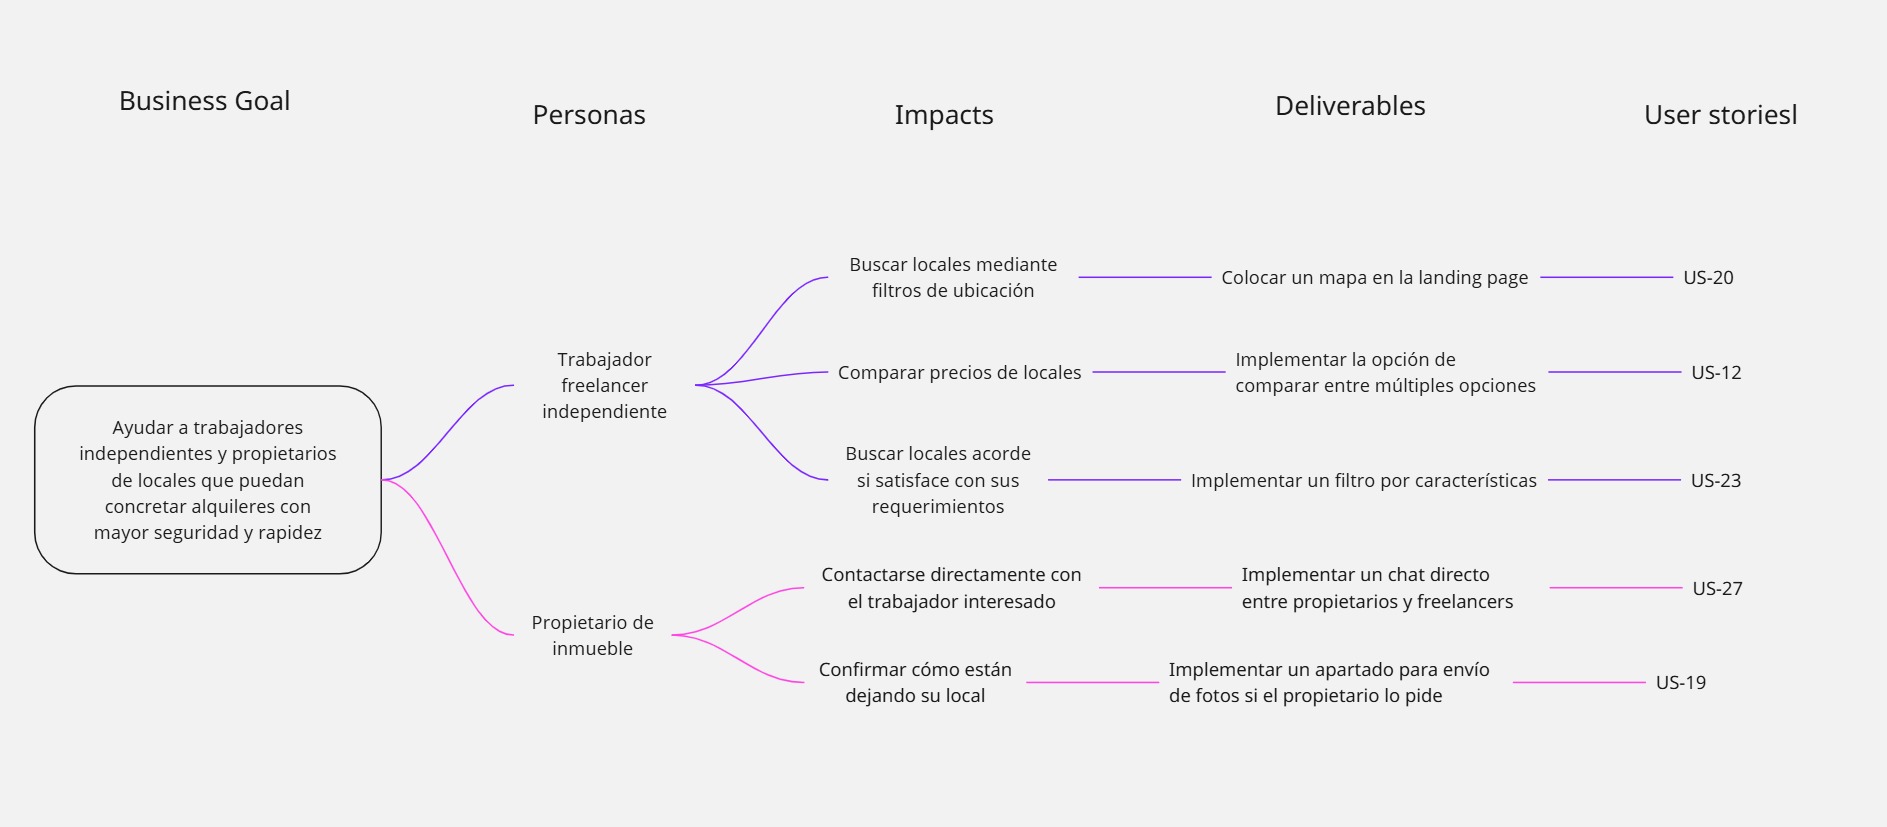 Business Goal
Personas
Impacts
Deliverables
User storiesl
Ayudar a trabajadores
independientes y propietarios
de locales que puedan
concretar alquileres con
mayor seguridad y rapidez
Trabajador
freelancer
independiente
Buscar locales mediante
filtros de ubicación
Colocar un mapa en la landing page
US-20
Comparar precios de locales
Implementar la opción de
comparar entre múltiples opciones
US-12
Buscar locales acorde
si satisface con sus
requerimientos
Implementar un filtro por características
US-23
Propietario de
inmueble
Contactarse directamente con
el trabajador interesado
Implementar un chat directo
entre propietarios y freelancers
US-27
Confirmar cómo están
dejando su local
Implementar un apartado para envío
de fotos si el propietario lo pide
US-19